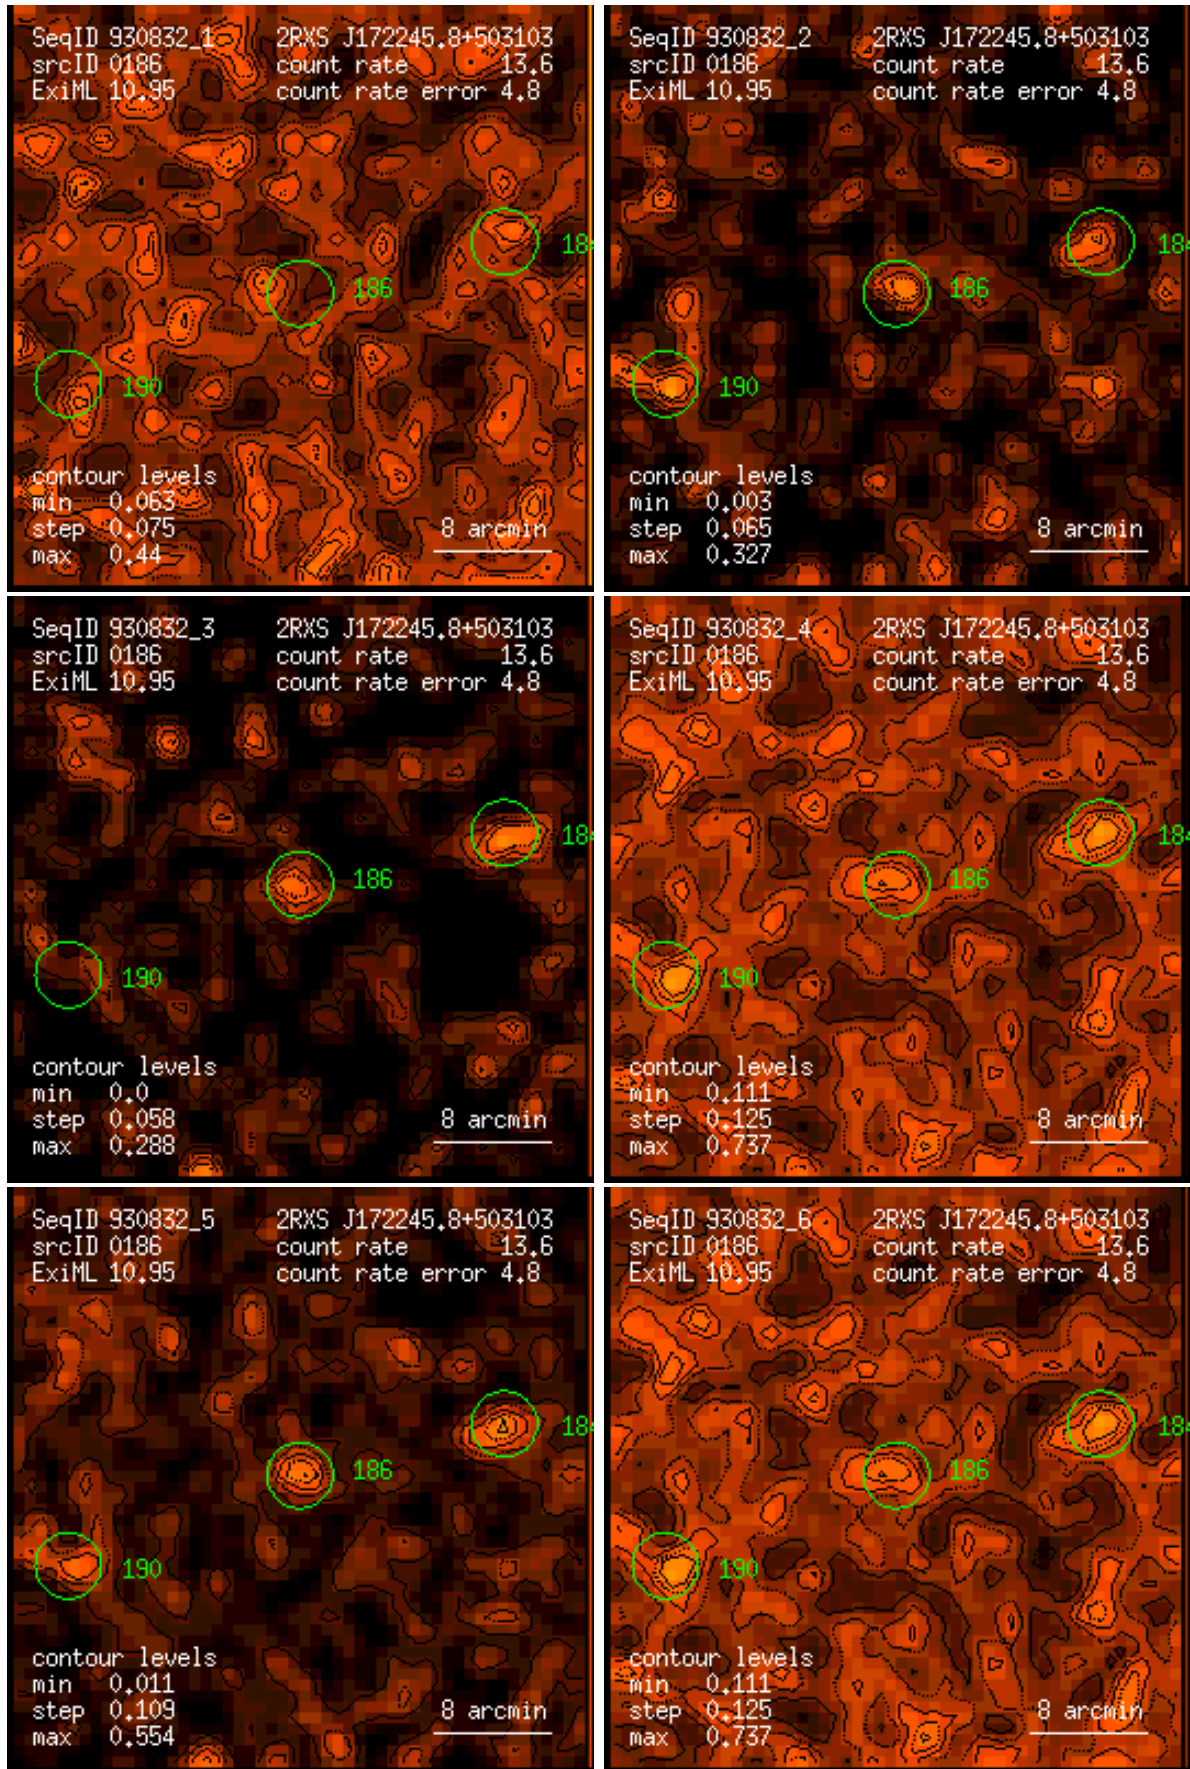 SeqID 930832_1 2RXS J172245.8+503103
srcID 0186 count rate 13.6
ExiML 10.95 count rate error 4.8
184
186
190
contour levels
min 0.063
step 0.075 8 arcmin
max 0.44
SeqID 930832_2 2RXS J172245.8+503103
srcID 0186 count rate 13.6
ExiML 10.95 count rate error 4.8
184
186
190
contour levels
min 0.003
step 0.065 8 arcmin
max 0.327
SeqID 930832_3 2RXS J172245.8+503103
srcID 0186 count rate 13.6
ExiML 10.95 count rate error 4.8
184
186
190
contour levels
min 0.0
step 0.058 8 arcmin
max 0.288
SeqID 930832_4 2RXS J172245.8+503103
srcID 0186 count rate 13.6
ExiML 10.95 count rate error 4.8
184
186
190
contour levels
min 0.111
step 0.125 8 arcmin
max 0.737
SeqID 930832_5 2RXS J172245.8+503103
srcID 0186 count rate 13.6
ExiML 10.95 count rate error 4.8
184
186
190
contour levels
min 0.011
step 0.109 8 arcmin
max 0.554
SeqID 930832_6 2RXS J172245.8+503103
srcID 0186 count rate 13.6
ExiML 10.95 count rate error 4.8
184
186
190
contour levels
min 0.111
step 0.125 8 arcmin
max 0.737